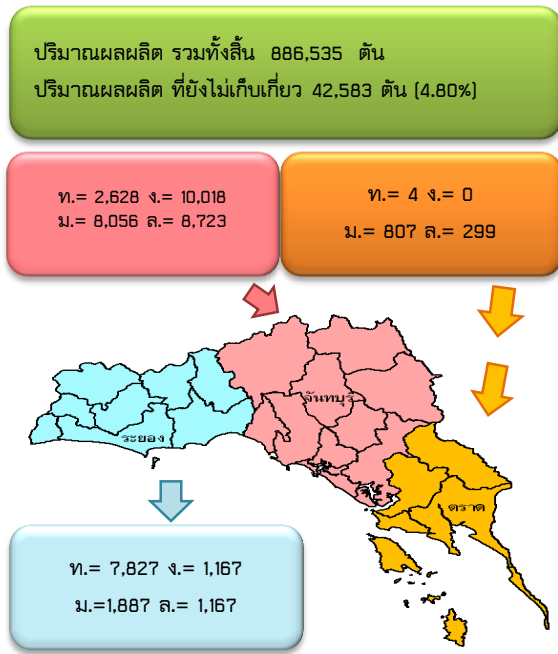 ปริมาณผลผลิต รวมทั้งสิ้น 886,535 ตัน
ปริมาณผลผลิต ที่ยังไม่เก็บเกี่ยว 42,583 ตัน (4.80%)
ท.= 2,628 ง.= 10,018
ม.= 8,056 ล.= 8,723
ท.= 4 ง.= 0
ม.= 807 ล.= 299
จันทบุรี
ระยอง
ตราด
ท.= 7,827 ง.= 1,167
ม.=1,887 ล.= 1,167